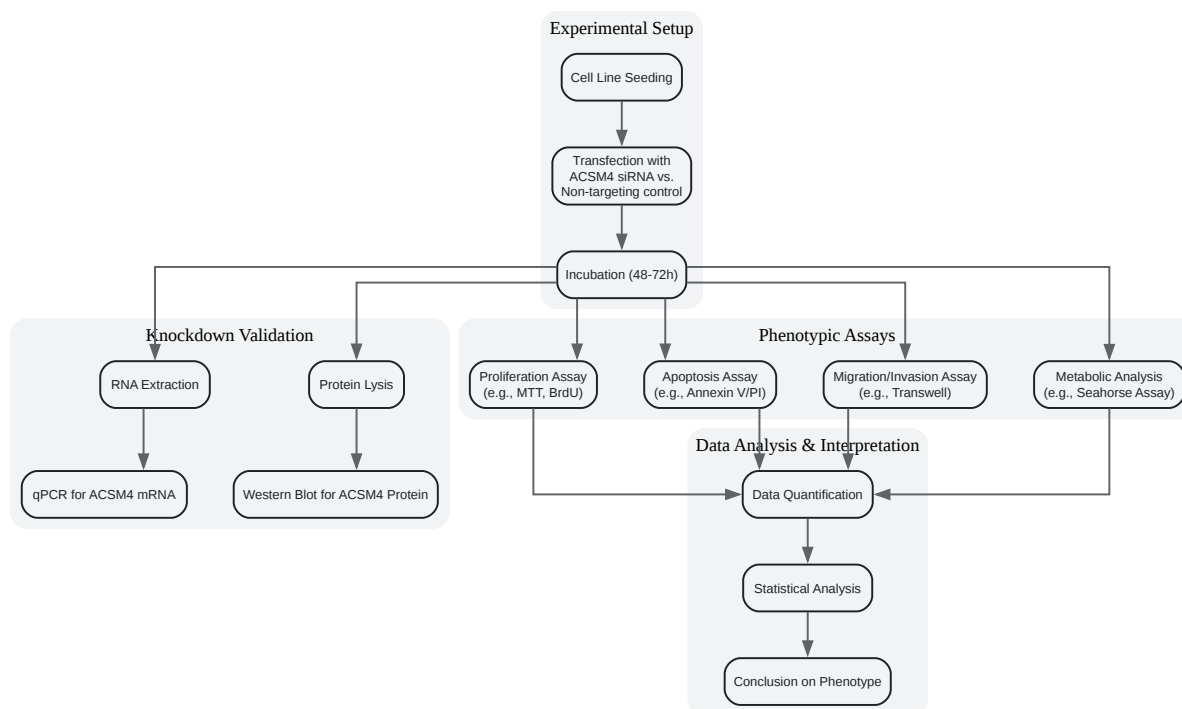 Experimental Setup
Cell Line Seeding
Transfection with
ACSM4 siRNA vs.
Non-targeting control
Incubation (48-72h)
Knockdown Validation
RNA Extraction
Protein Lysis
qPCR for ACSM4 mRNA
Western Blot for ACSM4 Protein
Phenotypic Assays
Proliferation Assay
(e.g., MTT, BrdU)
Apoptosis Assay
(e.g., Annexin V/PI)
Migration/Invasion Assay
(e.g., Transwell)
Metabolic Analysis
(e.g., Seahorse Assay)
Data Analysis & Interpretation
Data Quantification
Statistical Analysis
Conclusion on Phenotype